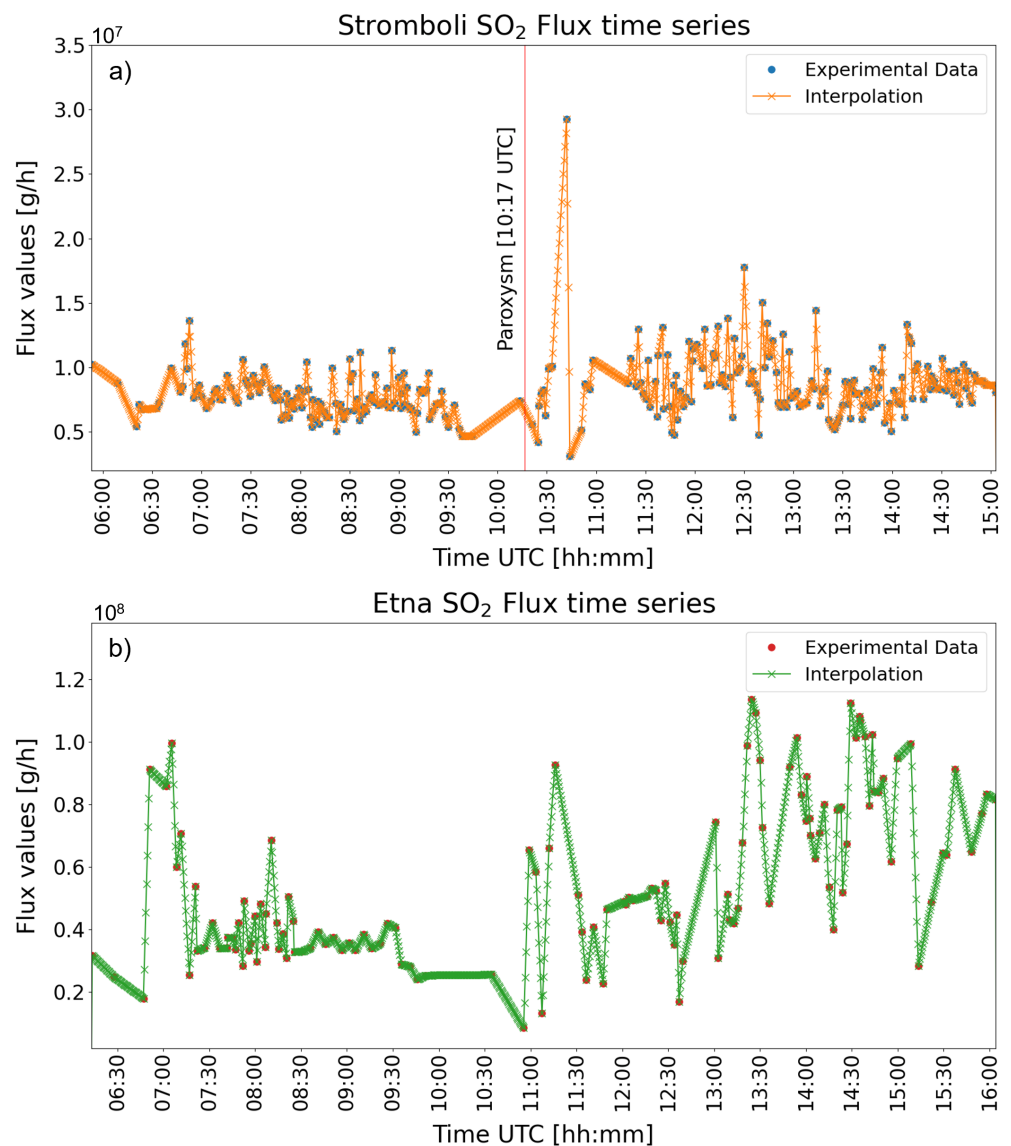 Stromboli SO₂ Flux time series
10⁷
a)
Experimental Data
Interpolation
Paroxysm [10:17 UTC]
Flux values [g/h]
3.5
3.0
2.5
2.0
1.5
1.0
0.5
06:00 06:30 07:00 07:30 08:00 08:30 09:00 09:30 10:00 10:30 11:00 11:30 12:00 12:30 13:00 13:30 14:00 14:30 15:00
Time UTC [hh:mm]
Etna SO₂ Flux time series
10⁸
b)
Experimental Data
Interpolation
Flux values [g/h]
1.2
1.0
0.8
0.6
0.4
0.2
06:30 07:00 07:30 08:00 08:30 09:00 09:30 10:00 10:30 11:00 11:30 12:00 12:30 13:00 13:30 14:00 14:30 15:00 15:30 16:00
Time UTC [hh:mm]